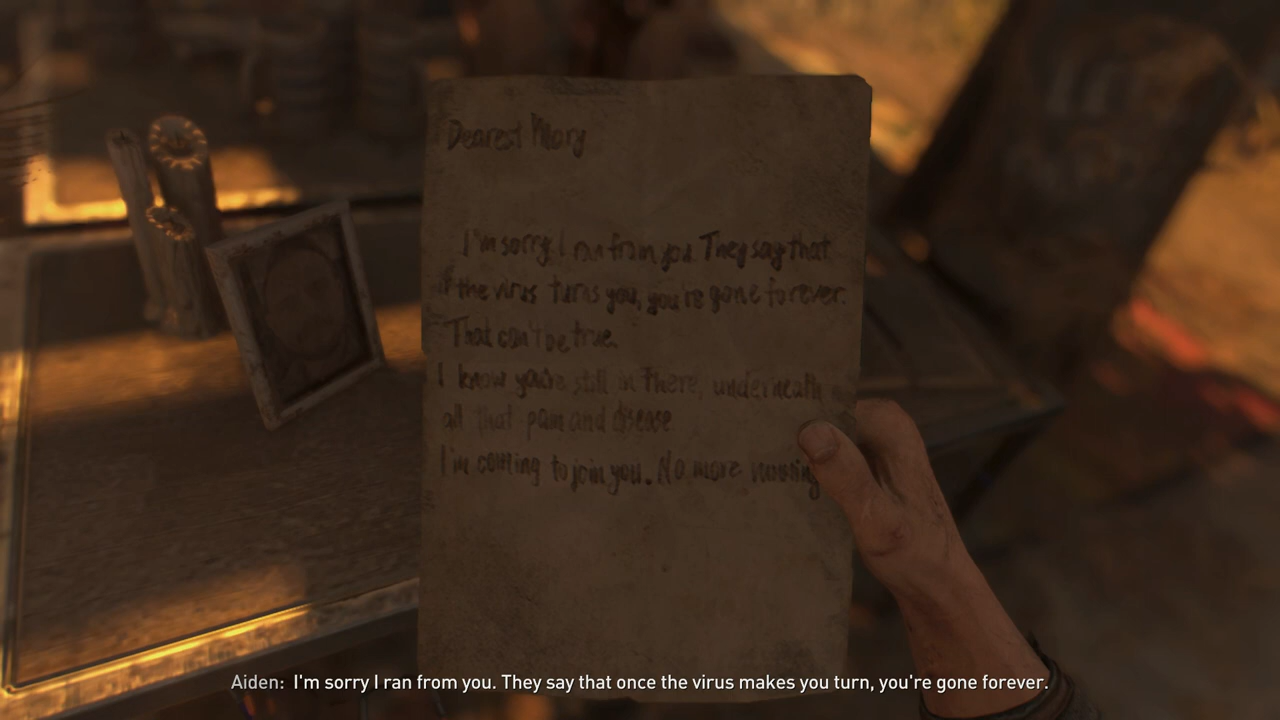 Dearest Mary
I'm sorry I ran from you. They say that
if the virus turns you, you're gone forever.
That can't be true.
I know you're still in there, underneath
all that pain and disease
I'm coming to join you. No more running
Aiden: I'm sorry I ran from you. They say that once the virus makes you turn, you're gone forever.